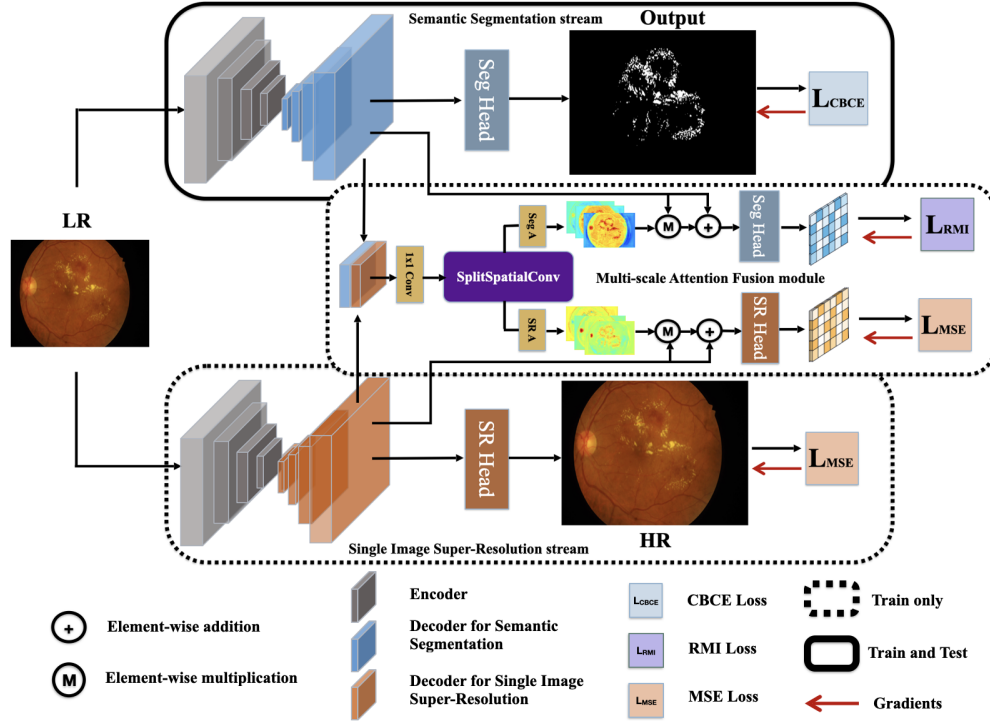 Semantic Segmentation stream
Output
Seg Head
LCBCE
LR
1x1 Conv
SplitSpatialConv
Seg A
SR A
M
+
Seg Head
LRMI
Multi-scale Attention Fusion module
M
+
SR Head
LMSE
SR Head
LMSE
Single Image Super-Resolution stream
HR
+
Element-wise addition
M
Element-wise multiplication
Encoder
Decoder for Semantic
Segmentation
Decoder for Single Image
Super-Resolution
LCBCE
CBCE Loss
LRMI
RMI Loss
LMSE
MSE Loss
Train only
Train and Test
Gradients